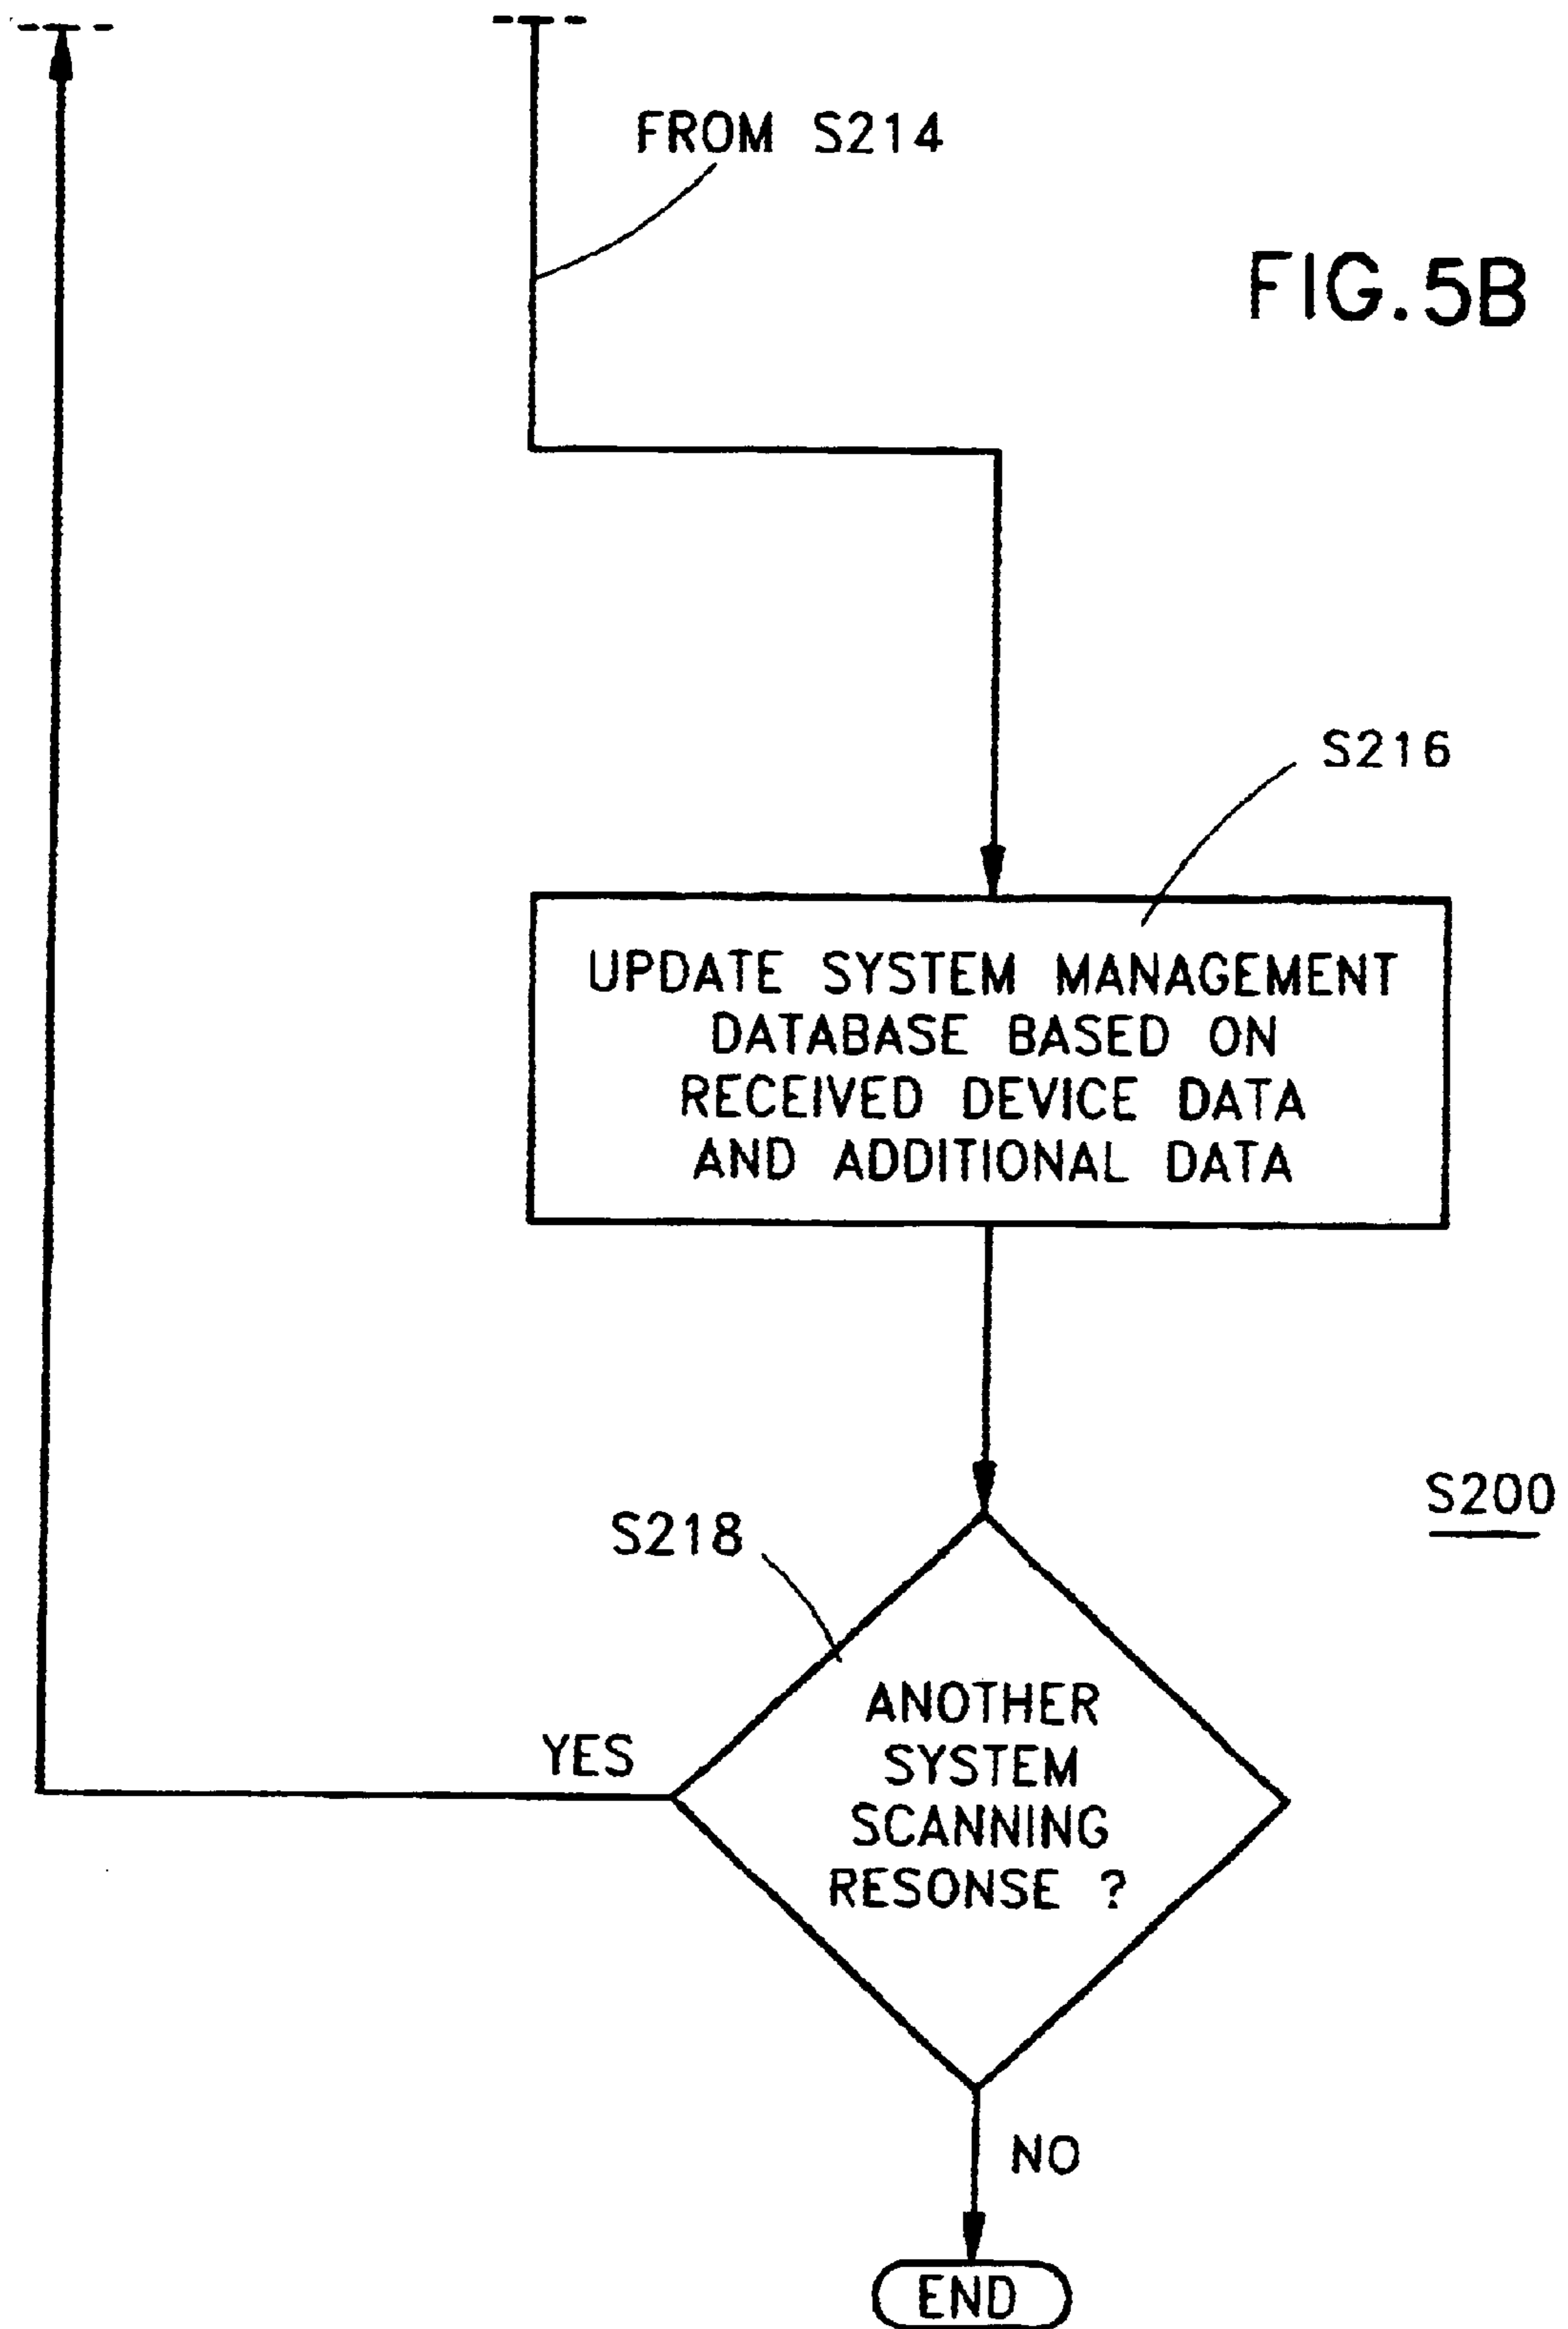 FROM S214
FIG.5B
S216
UPDATE SYSTEM MANAGEMENT
DATABASE BASED ON
RECEIVED DEVICE DATA
AND ADDITIONAL DATA
S200
S218
ANOTHER
SYSTEM
SCANNING
RESONSE ?
YES
NO
END